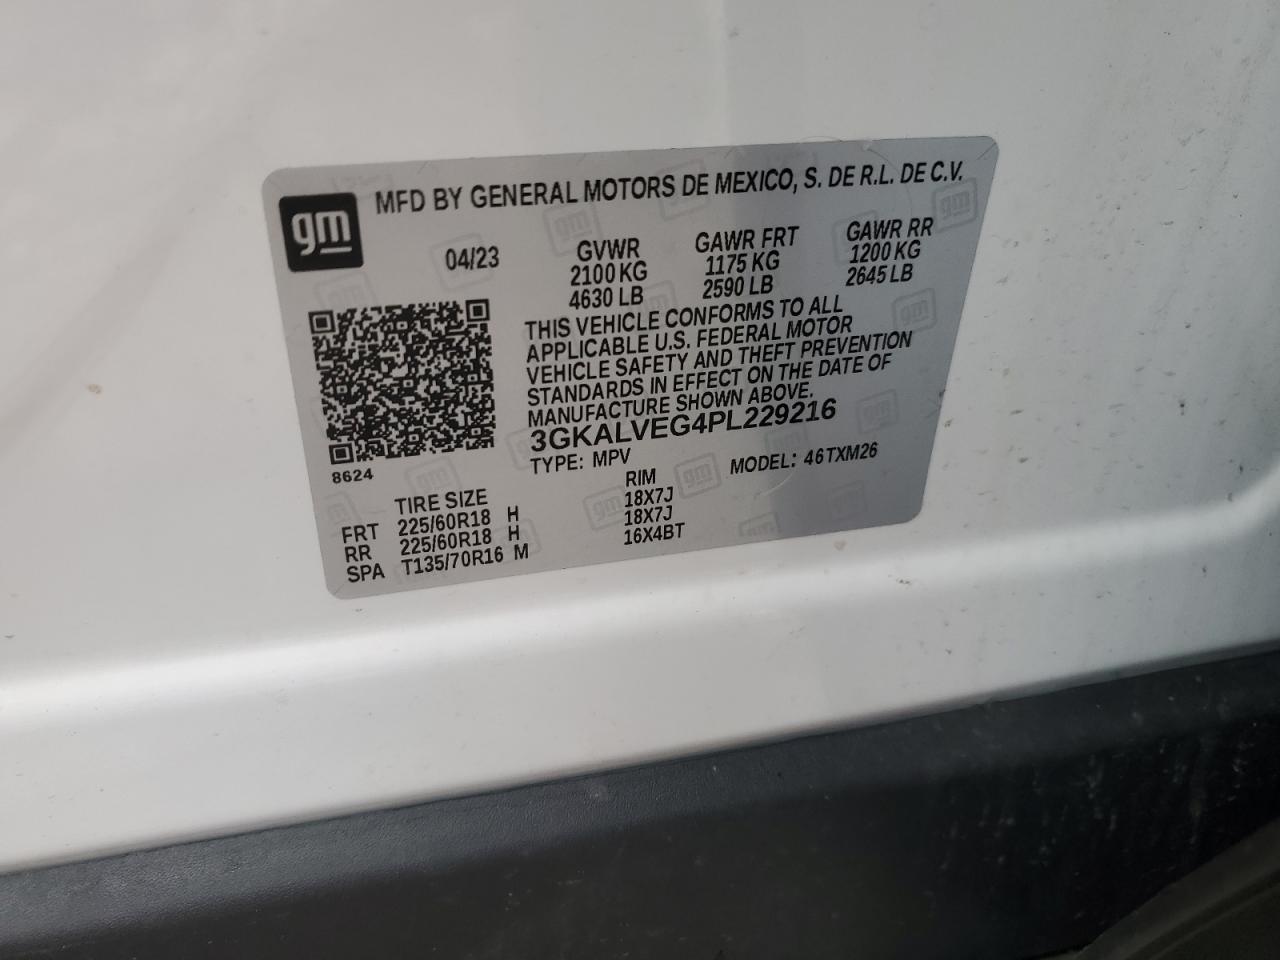 gm
MFD BY GENERAL MOTORS DE MEXICO, S. DE R.L. DE C.V.
04/23
GVWR
2100 KG
4630 LB
GAWR FRT
1175 KG
2590 LB
GAWR RR
1200 KG
2645 LB
THIS VEHICLE CONFORMS TO ALL
APPLICABLE U.S. FEDERAL MOTOR
VEHICLE SAFETY AND THEFT PREVENTION
STANDARDS IN EFFECT ON THE DATE OF
MANUFACTURE SHOWN ABOVE.
3GKALVEG4PL229216
TYPE: MPV
MODEL: 46TXM26
8624
TIRE SIZE RIM
FRT 225/60R18 H 18X7J
RR 225/60R18 H 18X7J
SPA T135/70R16 M 16X4BT